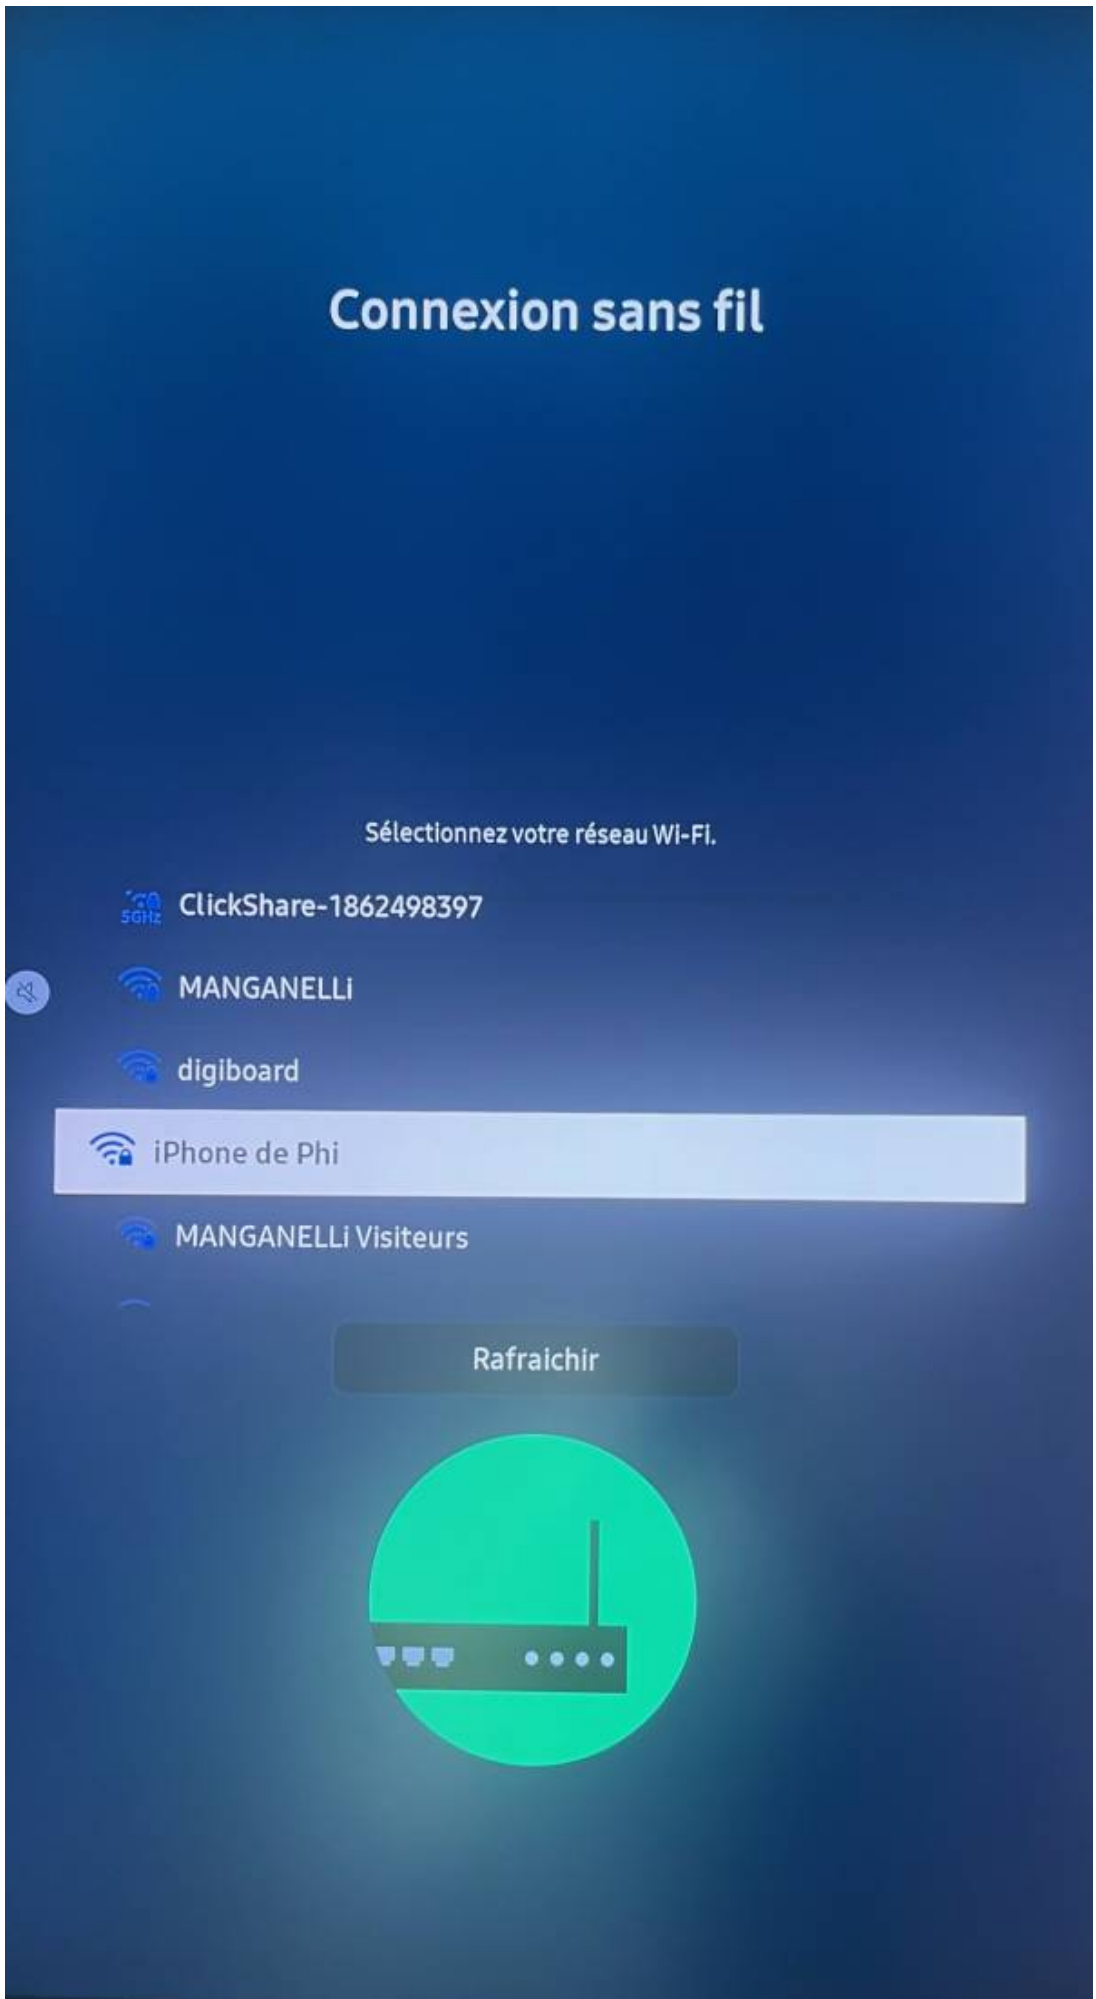 Connexion sans fil
Sélectionnez votre réseau Wi-Fi.
5GHz ClickShare-1862498397
MANGANELLi
digiboard
iPhone de Phi
MANGANELLi Visiteurs
Rafraichir